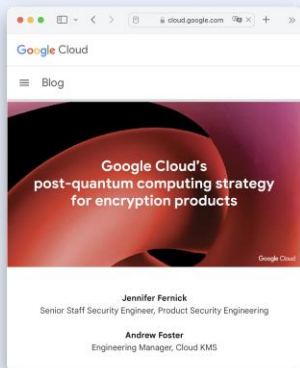 cloud.google.com
Google Cloud
Blog
Google Cloud's
post-quantum computing strategy
for encryption products
Google Cloud
Jennifer Fernick
Senior Staff Security Engineer, Product Security Engineering
Andrew Foster
Engineering Manager, Cloud KMS